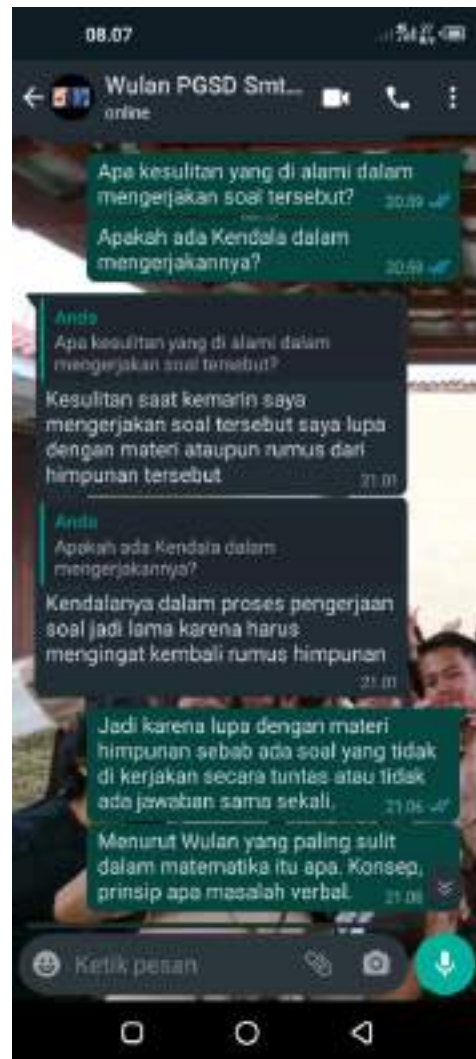 08.07
Wulan PGSD Smt...
online
Apa kesulitan yang di alami dalam
mengerjakan soal tersebut? 20.59
Apakah ada Kendala dalam
mengerjakannya? 20.59
Anda
Apa kesulitan yang di alami dalam
mengerjakan soal tersebut?
Kesulitan saat kemarin saya
mengerjakan soal tersebut saya lupa
dengan materi ataupun rumus dari
himpunan tersebut
21.01
Anda
Apakah ada Kendala dalam
mengerjakannya?
Kendalanya dalam proses pengerjaan
soal jadi lama karena harus
mengingat kembali rumus himpunan
21.01
Jadi karena lupa dengan materi
himpunan sebab ada soal yang tidak
di kerjakan secara tuntas atau tidak
ada jawaban sama sekali. 21.06
Menurut Wulan yang paling sulit
dalam matematika itu apa. Konsep,
prinsip apa masalah verbal. 21.08
Ketik pesan